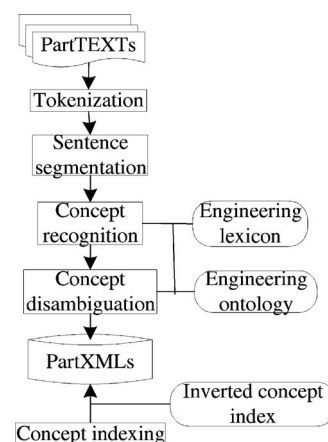 PartTEXTs
Tokenization
Sentence
segmentation
Concept
recognition
Engineering
lexicon
Concept
disambiguation
Engineering
ontology
PartXMLs
Inverted concept
index
Concept indexing